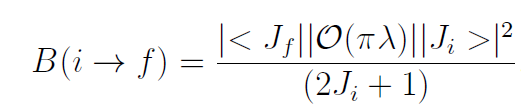 B(i → f) = |< J_f||𝒪(πλ)||J_i >|² / (2J_i + 1)